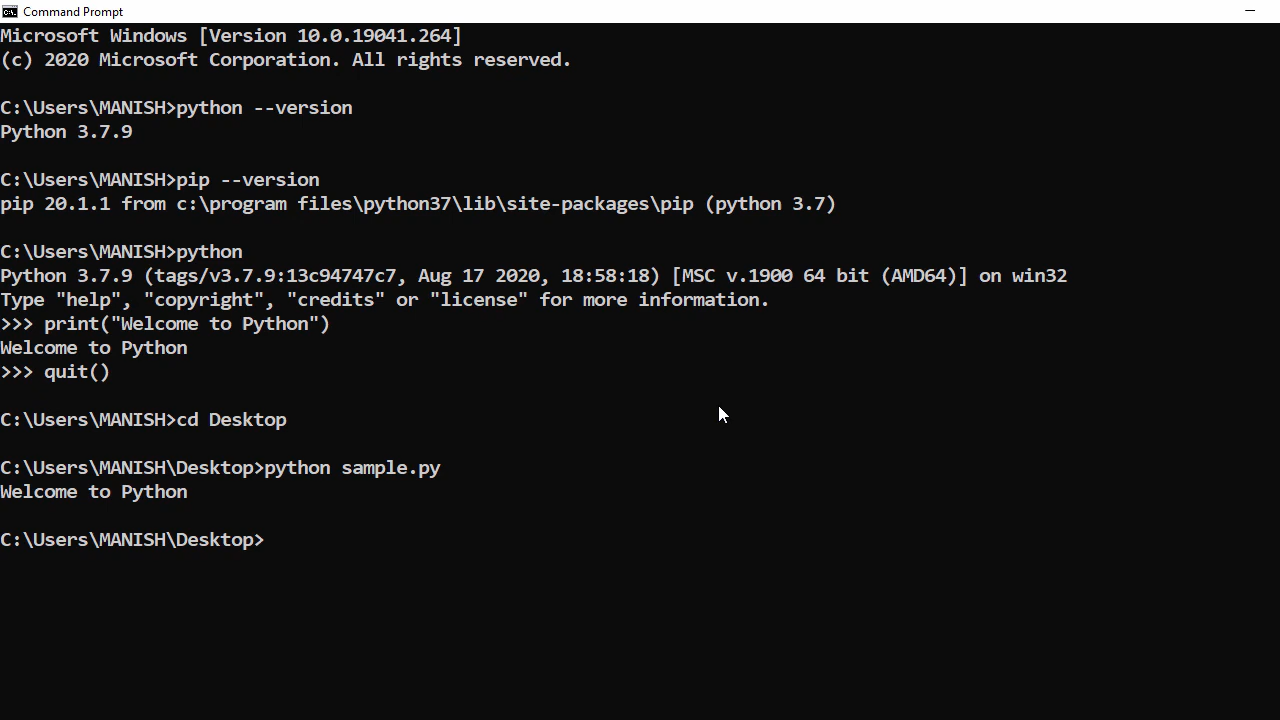 Command Prompt
Microsoft Windows [Version 10.0.19041.264]
(c) 2020 Microsoft Corporation. All rights reserved.
C:\Users\MANISH>python --version
Python 3.7.9
C:\Users\MANISH>pip --version
pip 20.1.1 from c:\program files\python37\lib\site-packages\pip (python 3.7)
C:\Users\MANISH>python
Python 3.7.9 (tags/v3.7.9:13c94747c7, Aug 17 2020, 18:58:18) [MSC v.1900 64 bit (AMD64)] on win32
Type "help", "copyright", "credits" or "license" for more information.
>>> print("Welcome to Python")
Welcome to Python
>>> quit()
C:\Users\MANISH>cd Desktop
C:\Users\MANISH\Desktop>python sample.py
Welcome to Python
C:\Users\MANISH\Desktop>